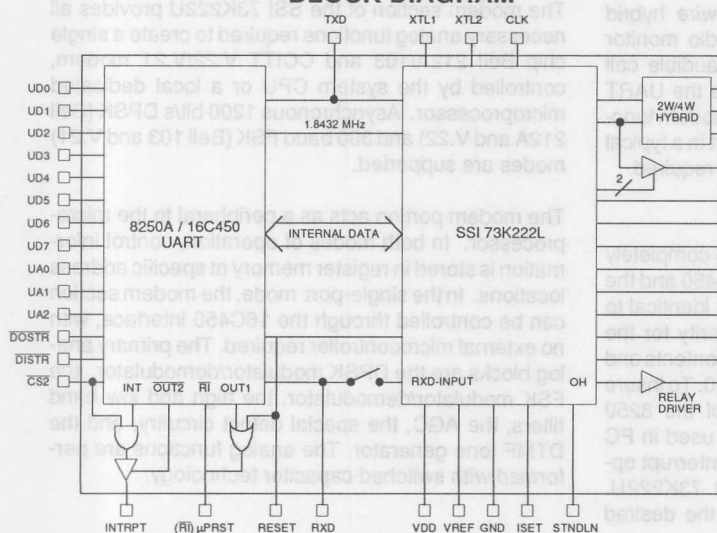 BLOCK DIAGRAM
TXD XTL1 XTL2 CLK
UD0
UD1
UD2
UD3
UD4
UD5
UD6
UD7
UA0
UA1
UA2
DOSTR
DISTR
CS2
1.8432 MHz
2W/4W
HYBRID
2
8250A / 16C450
UART
INTERNAL DATA
SSI 73K222L
INT OUT2 RI OUT1
RXD-INPUT
OH
RELAY
DRIVER
INTRPT (RI) µPRST RESET RXD VDD VREF GND ISET STNDLN
The modem section of the SSI 73K222U provides all
necessary analog functions required to create a single
chip Bell 212A/103 and CCITT V.22/V.21 modem,
controlled by the system CPU or a local dedicated
microprocessor. Asynchronous 1200 bit/s DPSK (Bell
212A and V.22) and 300 baud FSK (Bell 103 and V.21)
modes are supported.
The modem portion acts as a peripheral to the micro-
processor. In both modes of operation, control infor-
mation is stored in register memory at specific address
locations. In the single-port mode, the modem section
can be controlled through the 16C450 interface, with
no external microcontroller required. The primary ana-
log blocks are the DPSK modulator/demodulator, the
FSK modulator/demodulator, the high and low band
filters, the AGC, the special detect circuitry, and the
DTMF tone generator. The analog functions are per-
formed with switched capacitor technology.